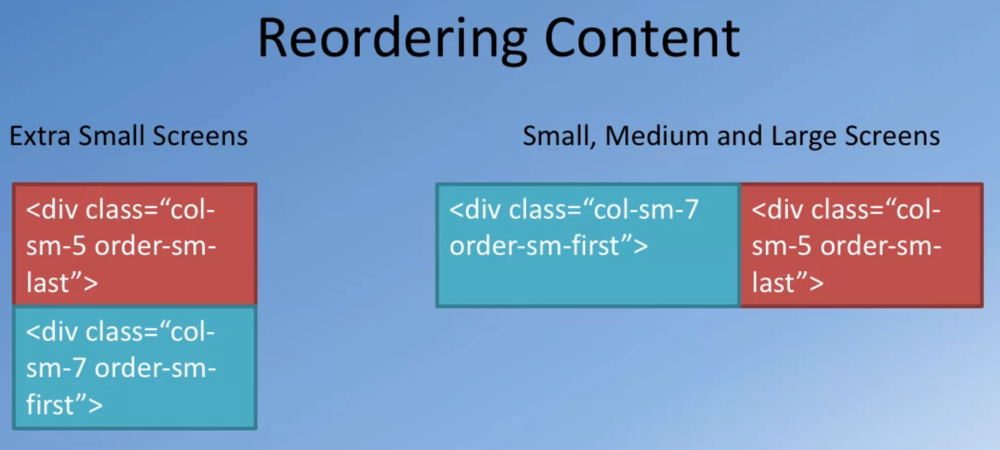 Reordering Content
Extra Small Screens
<div class=“col-
sm-5 order-sm-
last”>
<div class=“col-
sm-7 order-sm-
first”>
Small, Medium and Large Screens
<div class=“col-sm-7
order-sm-first”>
<div class=“col-
sm-5 order-sm-
last”>